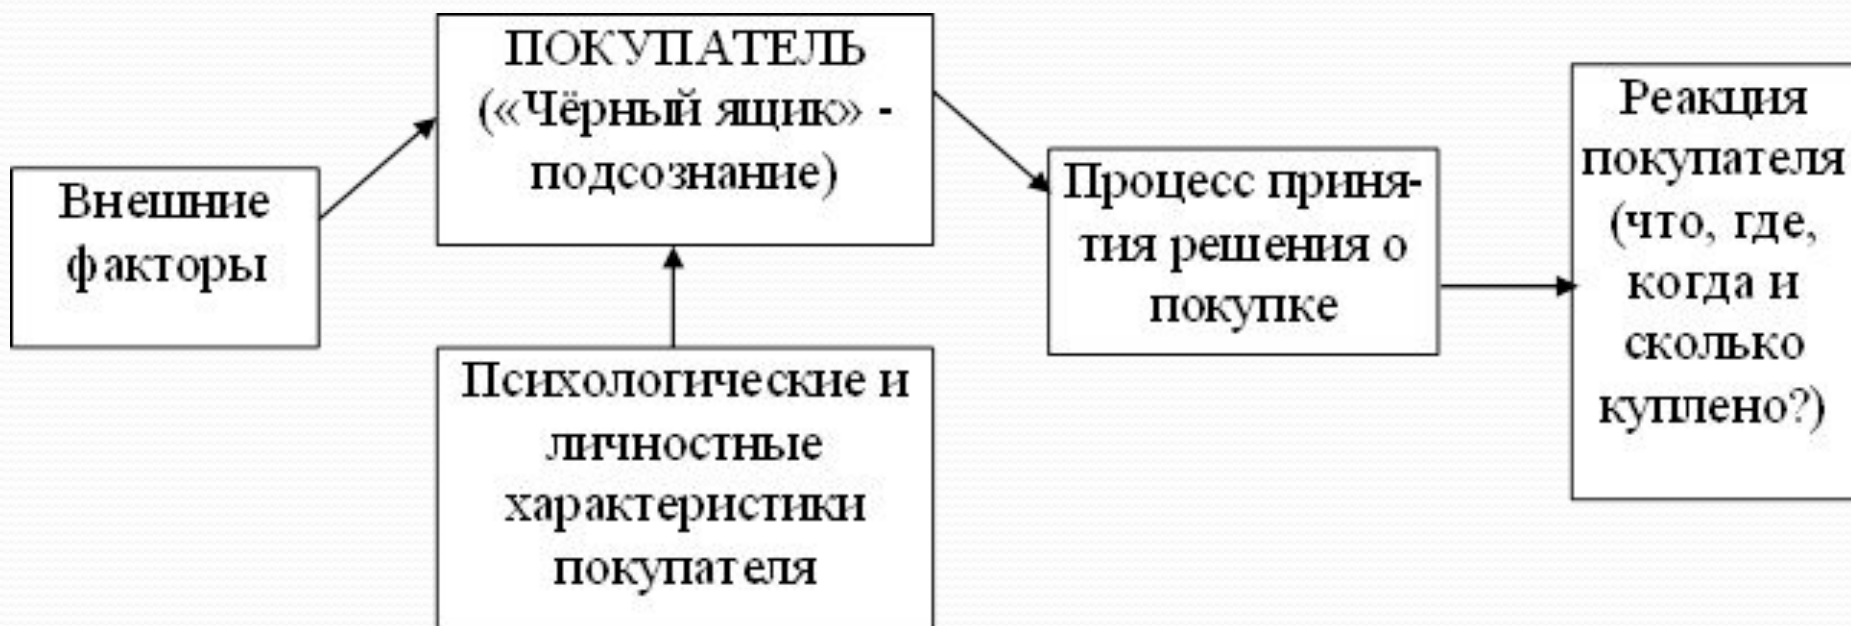 Внешние
факторы
ПОКУПАТЕЛЬ
(«Чёрный ящик» -
подсознание)
Психологические и
личностные
характеристики
покупателя
Процесс приня-
тия решения о
покупке
Реакция
покупателя
(что, где,
когда и
сколько
куплено?)